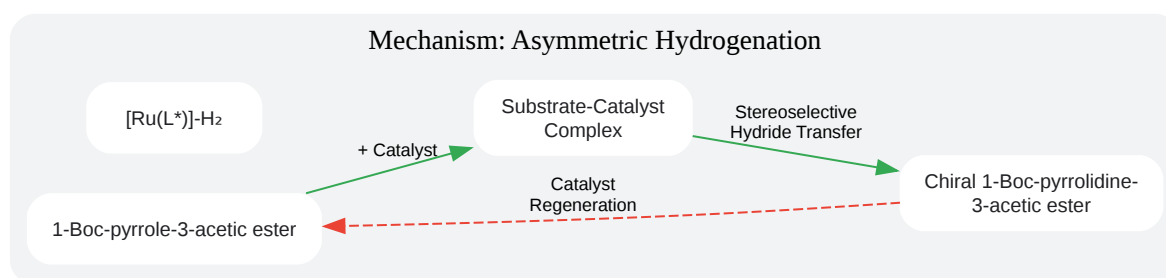 Mechanism: Asymmetric Hydrogenation
[Ru(L*)]-H₂
Substrate-Catalyst
Complex
Stereoselective
Hydride Transfer
+ Catalyst
Catalyst
Regeneration
1-Boc-pyrrole-3-acetic ester
Chiral 1-Boc-pyrrolidine-
3-acetic ester